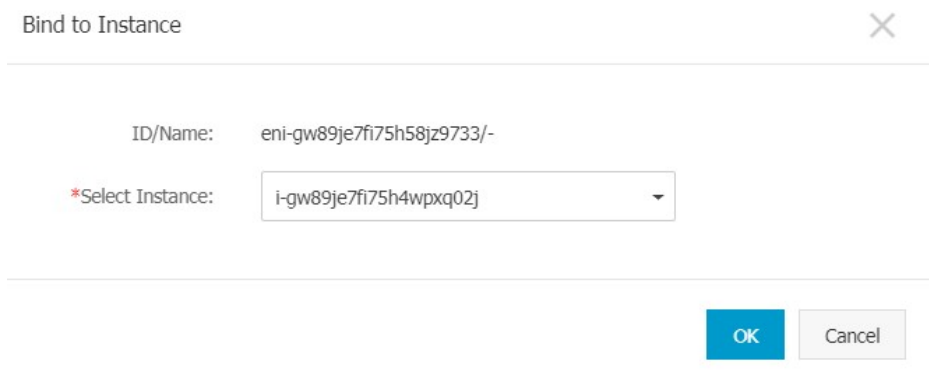 Bind to Instance
ID/Name: eni-gw89je7fi75h58jz9733/-
*Select Instance: i-gw89je7fi75h4wpxq02j
OK Cancel